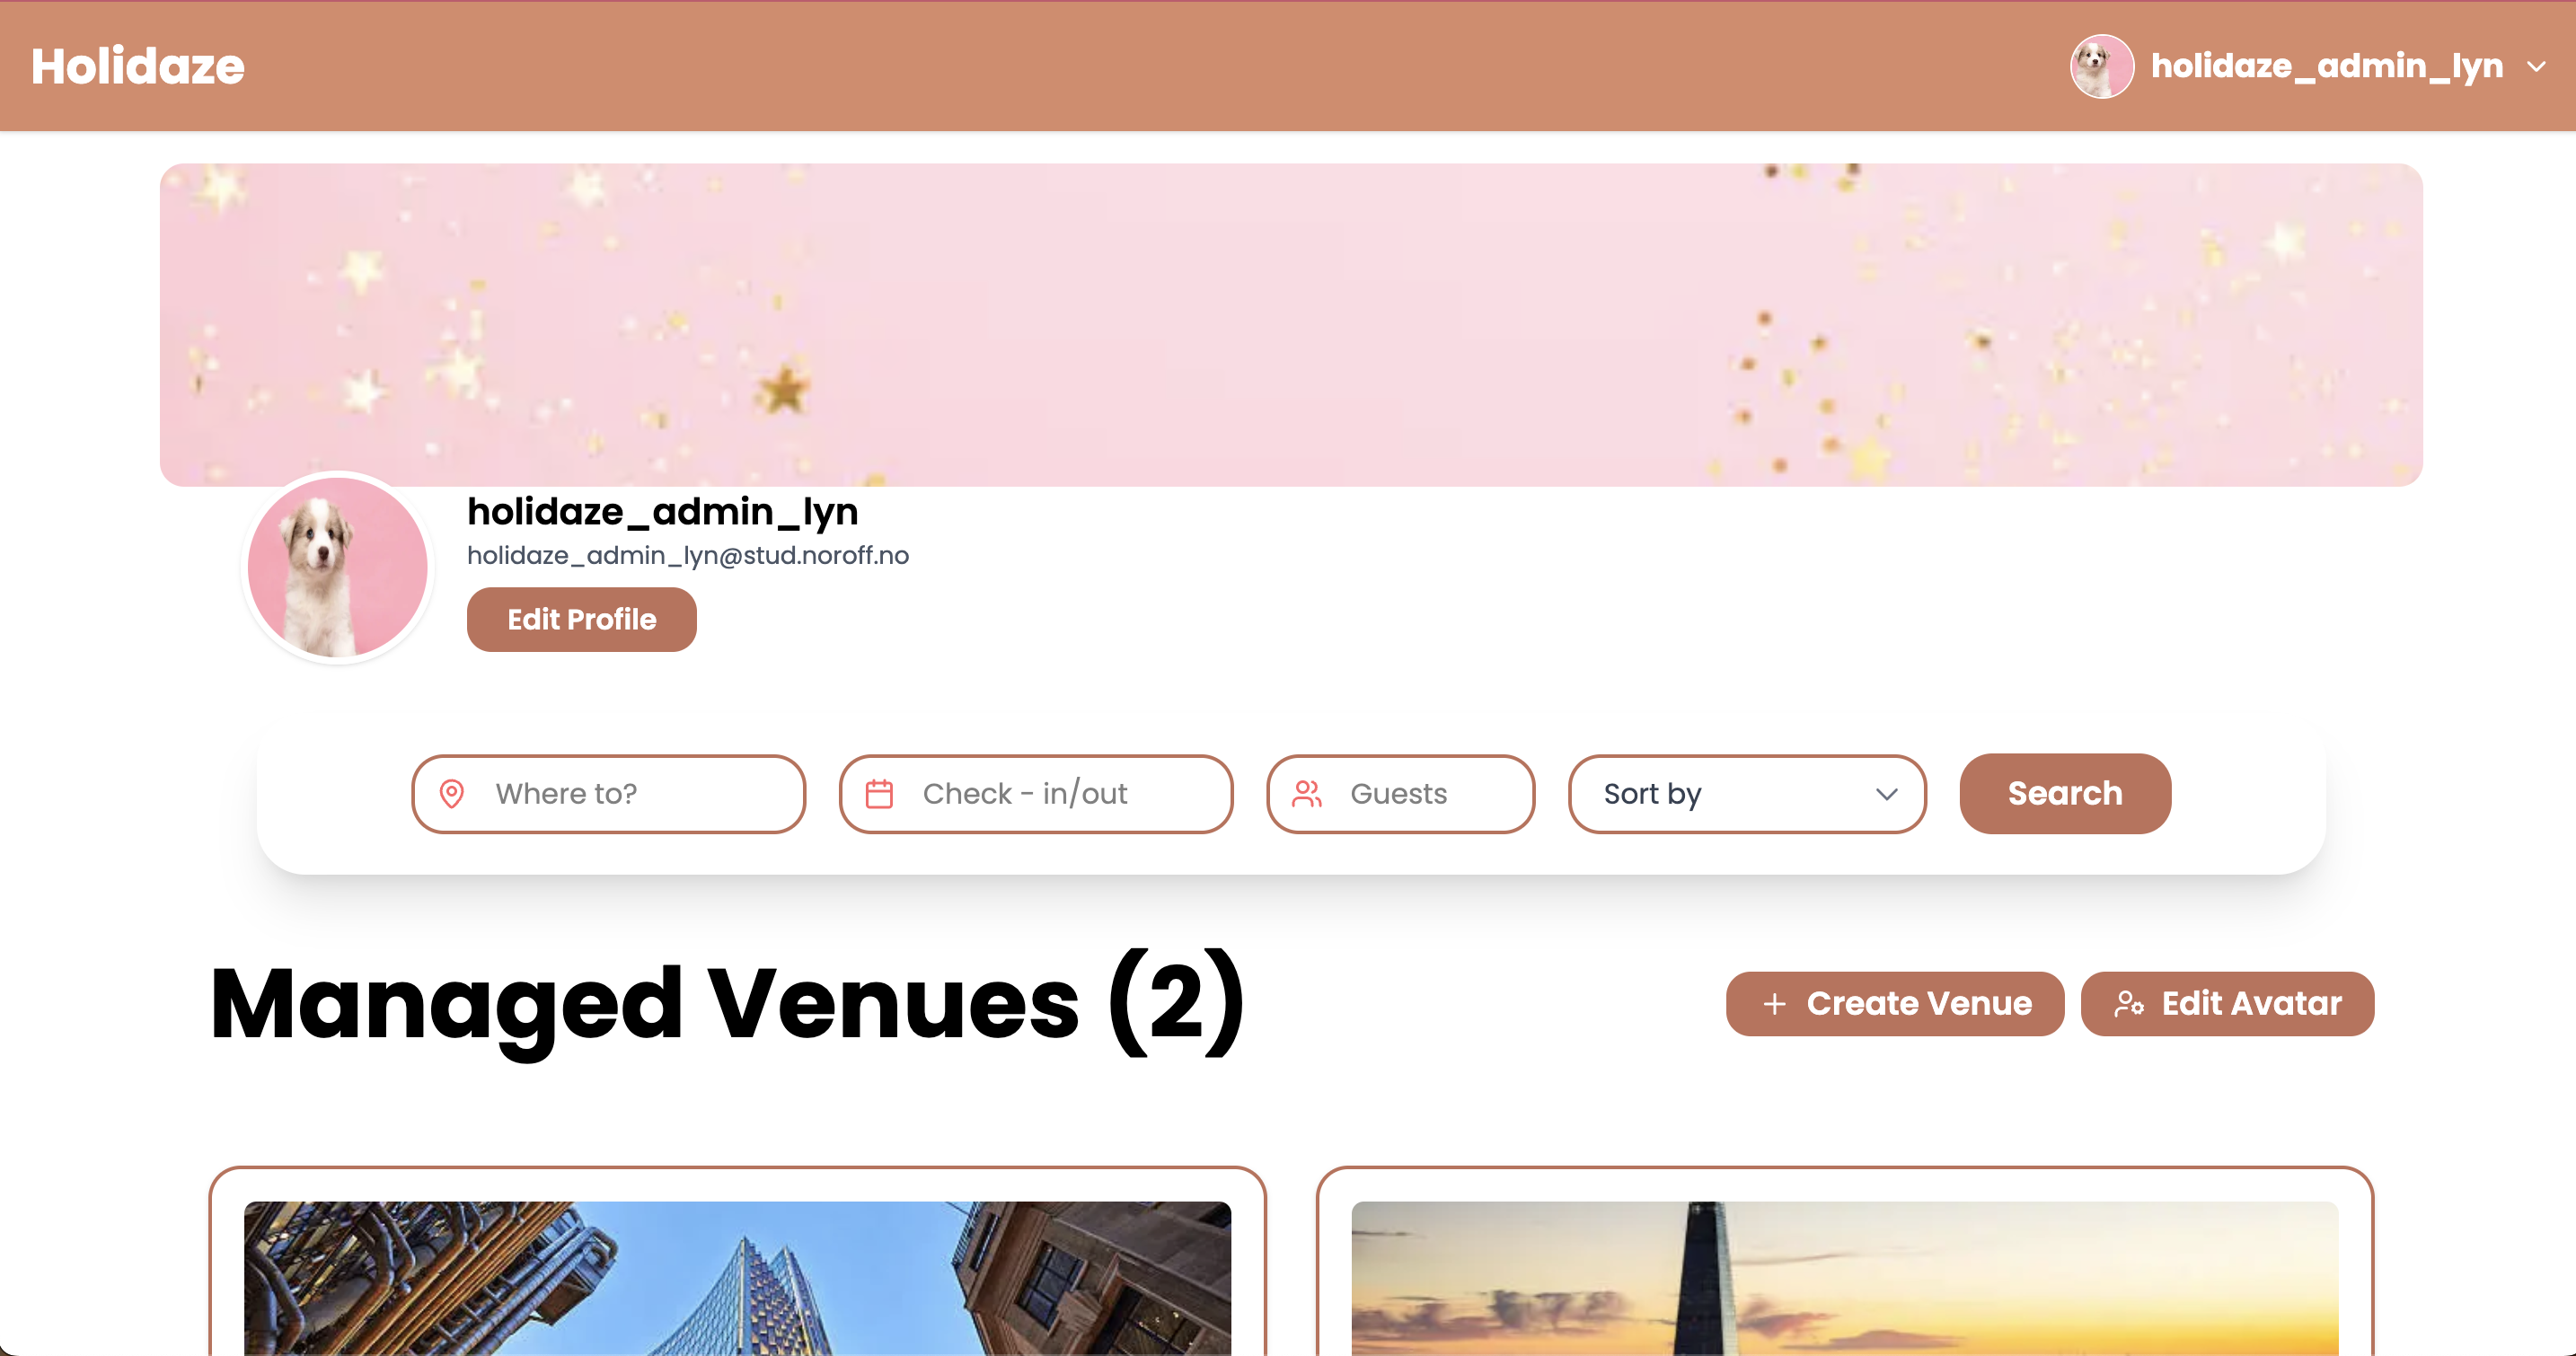 Holidaze
holidaze_admin_lyn
holidaze_admin_lyn
holidaze_admin_lyn@stud.noroff.no
Edit Profile
Where to?
Check - in/out
Guests
Sort by
Search
Managed Venues (2)
Create Venue
Edit Avatar